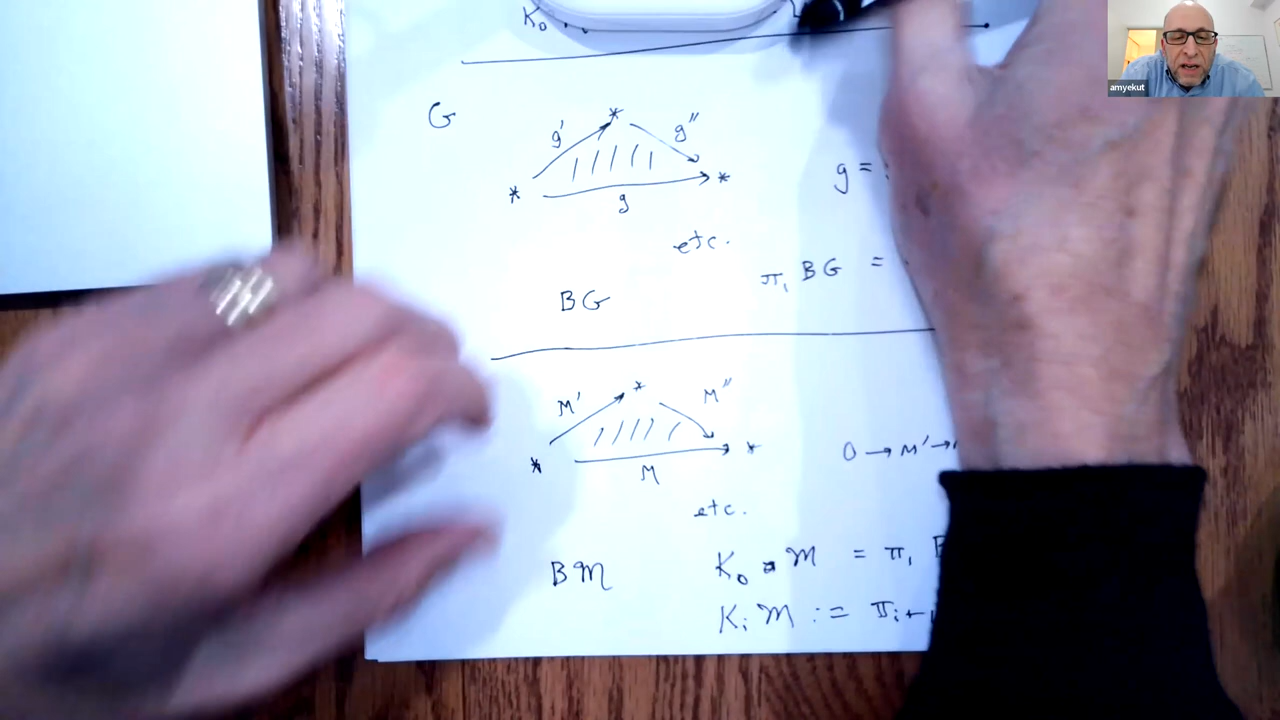 K₀
amyekut
G
*
g′ g″
* *
g
g =
etc.
π₁ BG =
BG
*
M′ M″
* *
M
0 → M′ →
etc.
K₀ M = π₁
BM
Kᵢ M := πᵢ₊